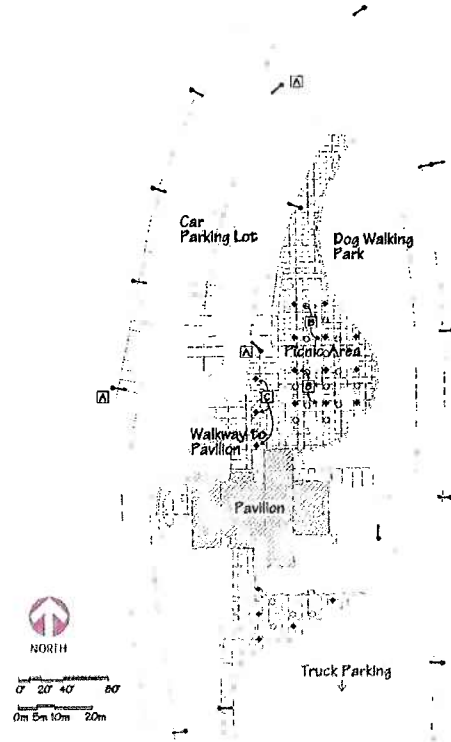 A
Car
Parking Lot
Dog Walking
Park
B
Picnic Area
A
A
C
B
Walkway to
Pavilion
Pavilion
NORTH
Truck Parking
0' 20' 40' 80'
0m 5m 10m 20m